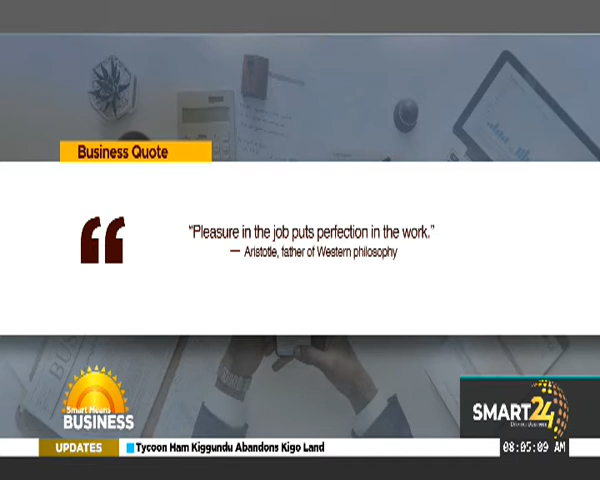 Business Quote
“Pleasure in the job puts perfection in the work.”
— Aristotle, father of Western philosophy
Smart Means
BUSINESS
SMART24
UPDATES
Tycoon Ham Kiggundu Abandons Kigo Land
08:05:09 AM